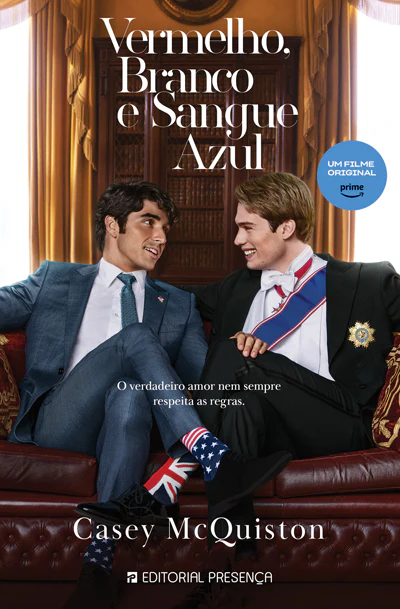 Vermelho,
Branco
e Sangue
Azul
UM FILME
ORIGINAL
prime
O verdadeiro amor nem sempre
respeita as regras.
Casey McQuiston
EDITORIAL PRESENÇA